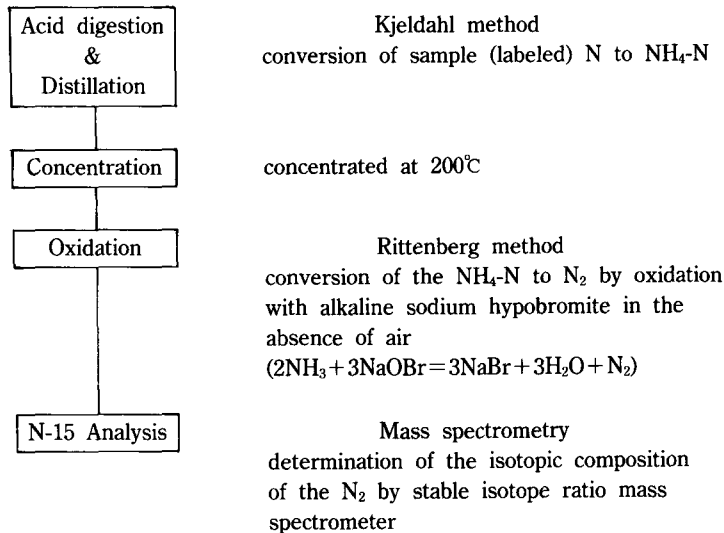 Acid digestion
&
Distillation
Kjeldahl method
conversion of sample (labeled) N to NH₄-N
Concentration
concentrated at 200℃
Oxidation
Rittenberg method
conversion of the NH₄-N to N₂ by oxidation
with alkaline sodium hypobromite in the
absence of air
(2NH₃+3NaOBr=3NaBr+3H₂O+N₂)
N-15 Analysis
Mass spectrometry
determination of the isotopic composition
of the N₂ by stable isotope ratio mass
spectrometer